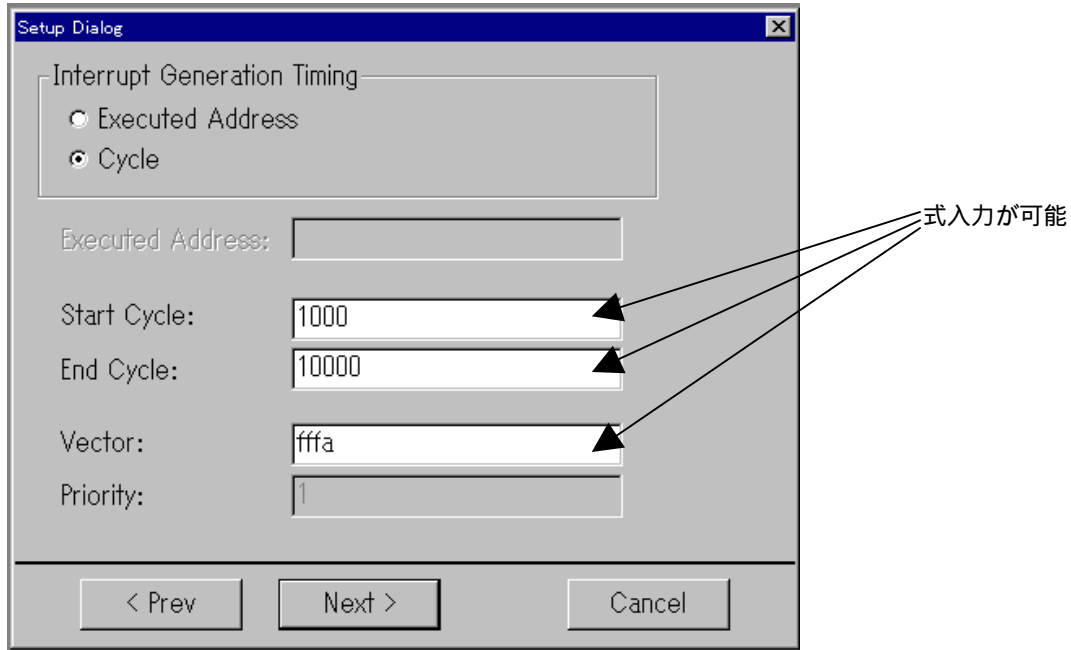 Setup Dialog
Interrupt Generation Timing
Executed Address
Cycle
式入力が可能
Executed Address:
Start Cycle: 1000
End Cycle: 10000
Vector: fffa
Priority: 1
< Prev Next > Cancel